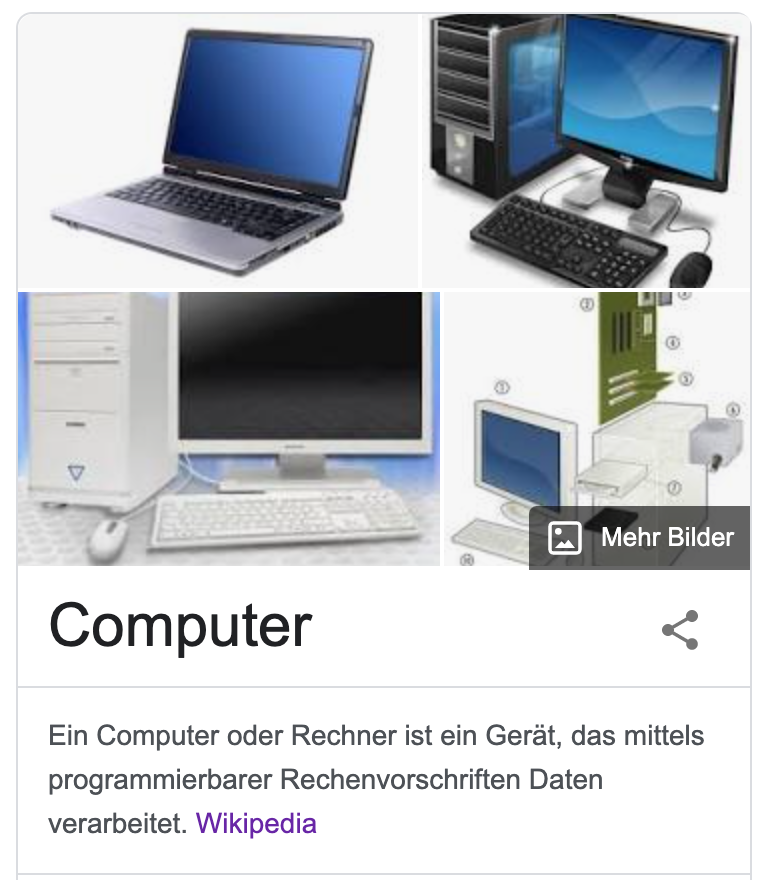 Mehr Bilder
Computer
Ein Computer oder Rechner ist ein Gerät, das mittels
programmierbarer Rechenvorschriften Daten
verarbeitet. Wikipedia